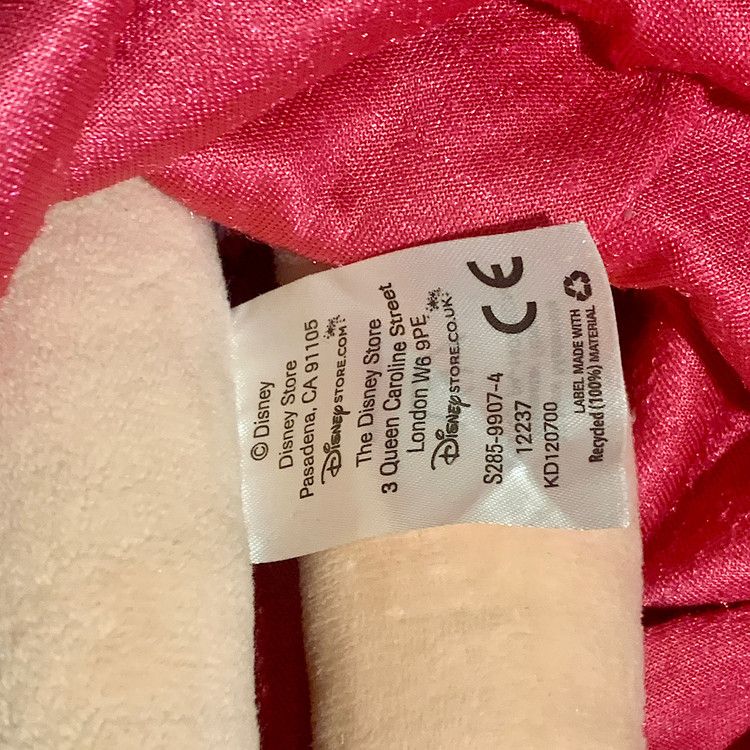 © Disney
Disney Store
Pasadena, CA 91105
DISNEYSTORE.COM
The Disney Store
3 Queen Caroline Street
London W6 9PE
DISNEYSTORE.CO.UK
CE
S285-9907-4
12237
KD120700
LABEL MADE WITH
Recycled (100%) MATERIAL